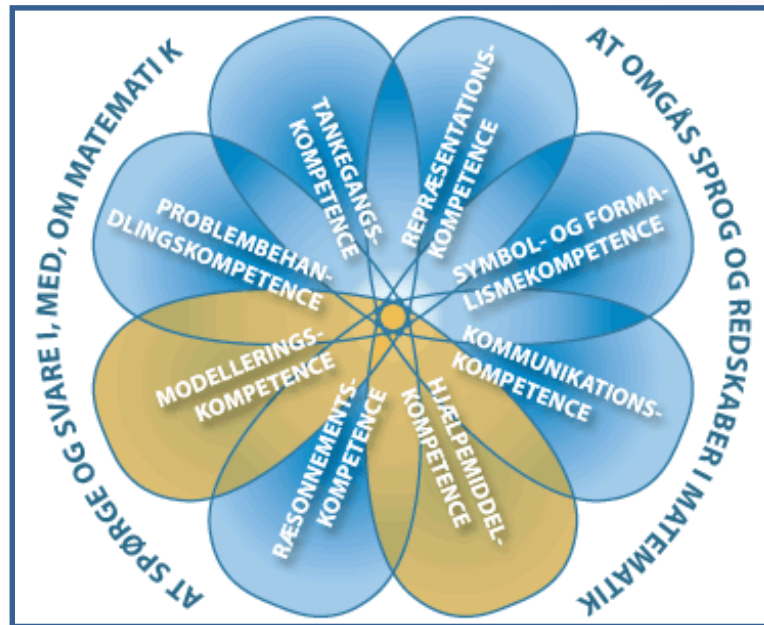 AT SPØRGE OG SVARE I, MED, OM MATEMATI K
AT OMGÅS SPROG OG REDSKABER I MATEMATIK
TANKEGANGS-
KOMPETENCE
REPRÆSENTATIONS-
KOMPETENCE
PROBLEMBEHAN-
DLINGSKOMPETENCE
SYMBOL- OG FORMA-
LISMEKOMPETENCE
MODELLERINGS-
KOMPETENCE
KOMMUNIKATIONS-
KOMPETENCE
RÆSONNEMENTS-
KOMPETENCE
HJÆLPEMIDDEL-
KOMPETENCE